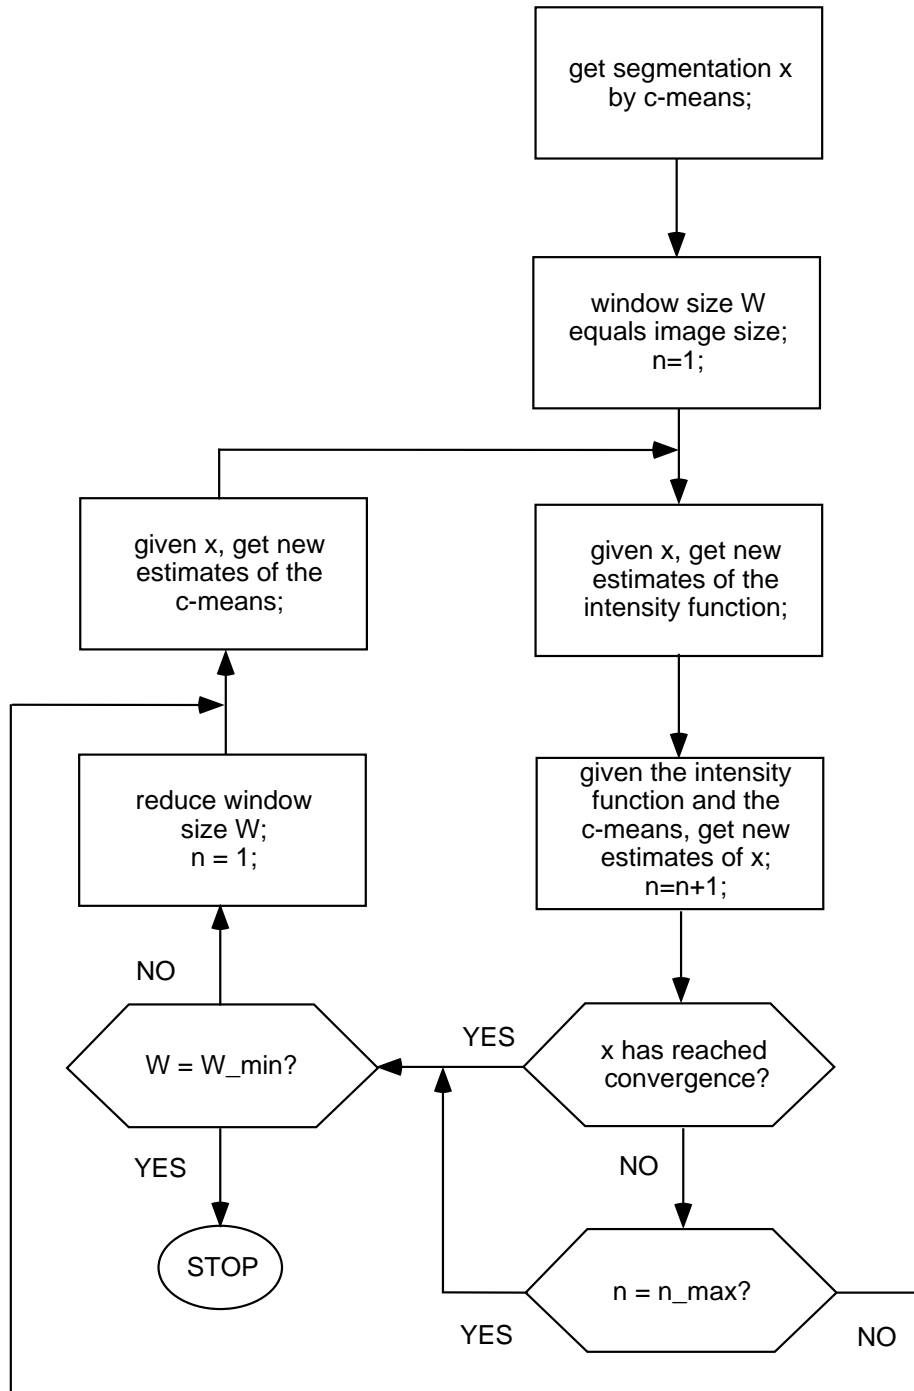 get segmentation x
by c-means;
window size W
equals image size;
n=1;
given x, get new
estimates of the
c-means;
given x, get new
estimates of the
intensity function;
reduce window
size W;
n = 1;
given the intensity
function and the
c-means, get new
estimates of x;
n=n+1;
NO
W = W_min?
YES
x has reached
convergence?
YES
NO
STOP
n = n_max?
YES
NO